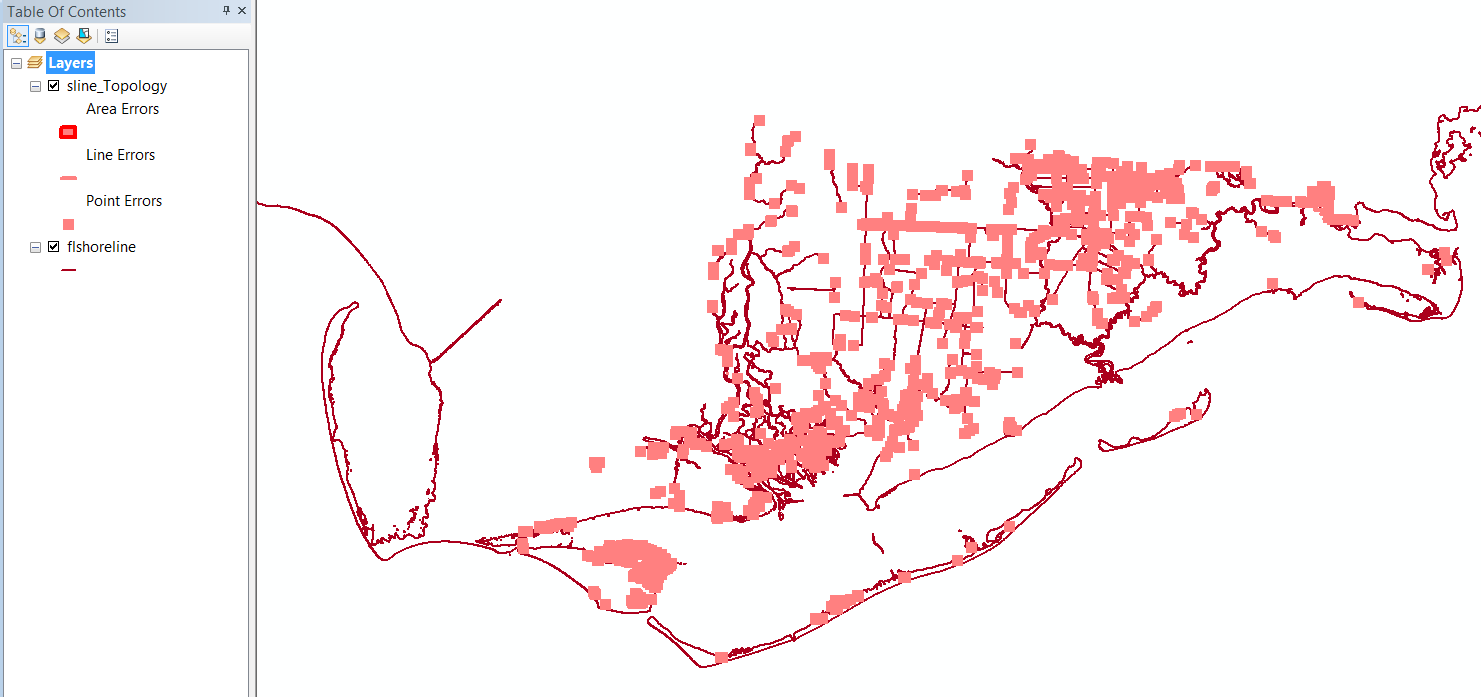 Table Of Contents
Layers
sline_Topology
Area Errors
Line Errors
Point Errors
flshoreline